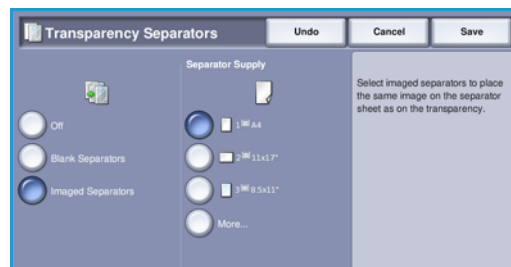 Transparency Separators
Undo
Cancel
Save
Off
Blank Separators
Imaged Separators
Separator Supply
1 A4
2 11x17"
3 8.5x11"
More...
Select imaged separators to place
the same image on the separator
sheet as on the transparency.